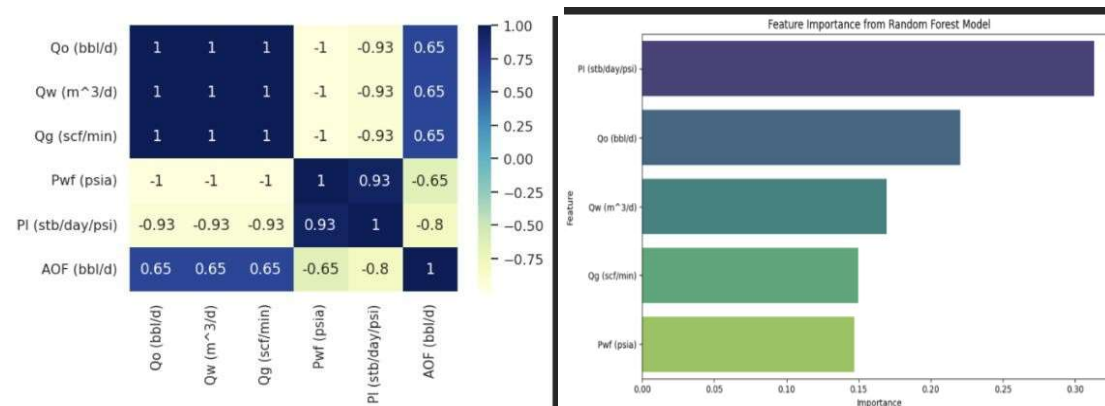 Qo (bbl/d) 1 1 1 -1 -0.93 0.65
Qw (m^3/d) 1 1 1 -1 -0.93 0.65
Qg (scf/min) 1 1 1 -1 -0.93 0.65
Pwf (psia) -1 -1 -1 1 0.93 -0.65
PI (stb/day/psi) -0.93 -0.93 -0.93 0.93 1 -0.8
AOF (bbl/d) 0.65 0.65 0.65 -0.65 -0.8 1
Qo (bbl/d)
Qw (m^3/d)
Qg (scf/min)
Pwf (psia)
PI (stb/day/psi)
AOF (bbl/d)
1.00
0.75
0.50
0.25
0.00
−0.25
−0.50
−0.75
Feature Importance from Random Forest Model
Feature
PI (stb/day/psi)
Qo (bbl/d)
Qw (m^3/d)
Qg (scf/min)
Pwf (psia)
0.00 0.05 0.10 0.15 0.20 0.25 0.30
Importance